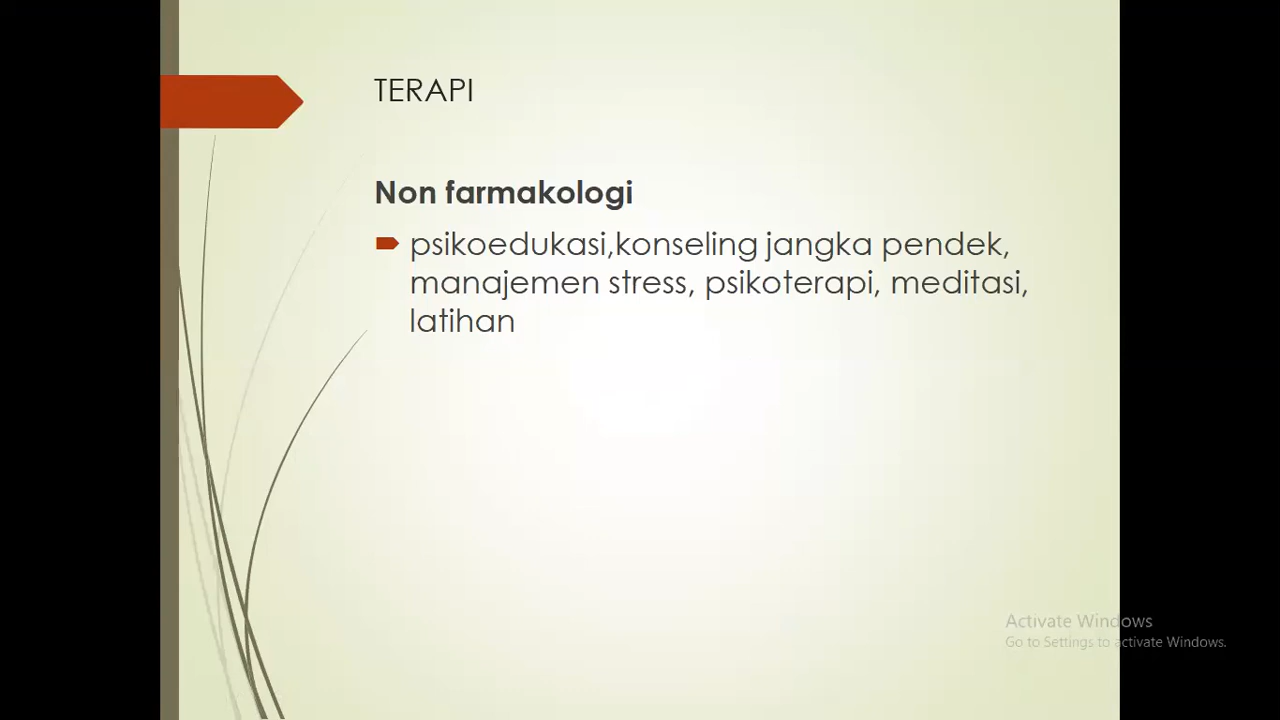 TERAPI
Non farmakologi
psikoedukasi,konseling jangka pendek,
manajemen stress, psikoterapi, meditasi,
latihan
Activate Windows
Go to Settings to activate Windows.